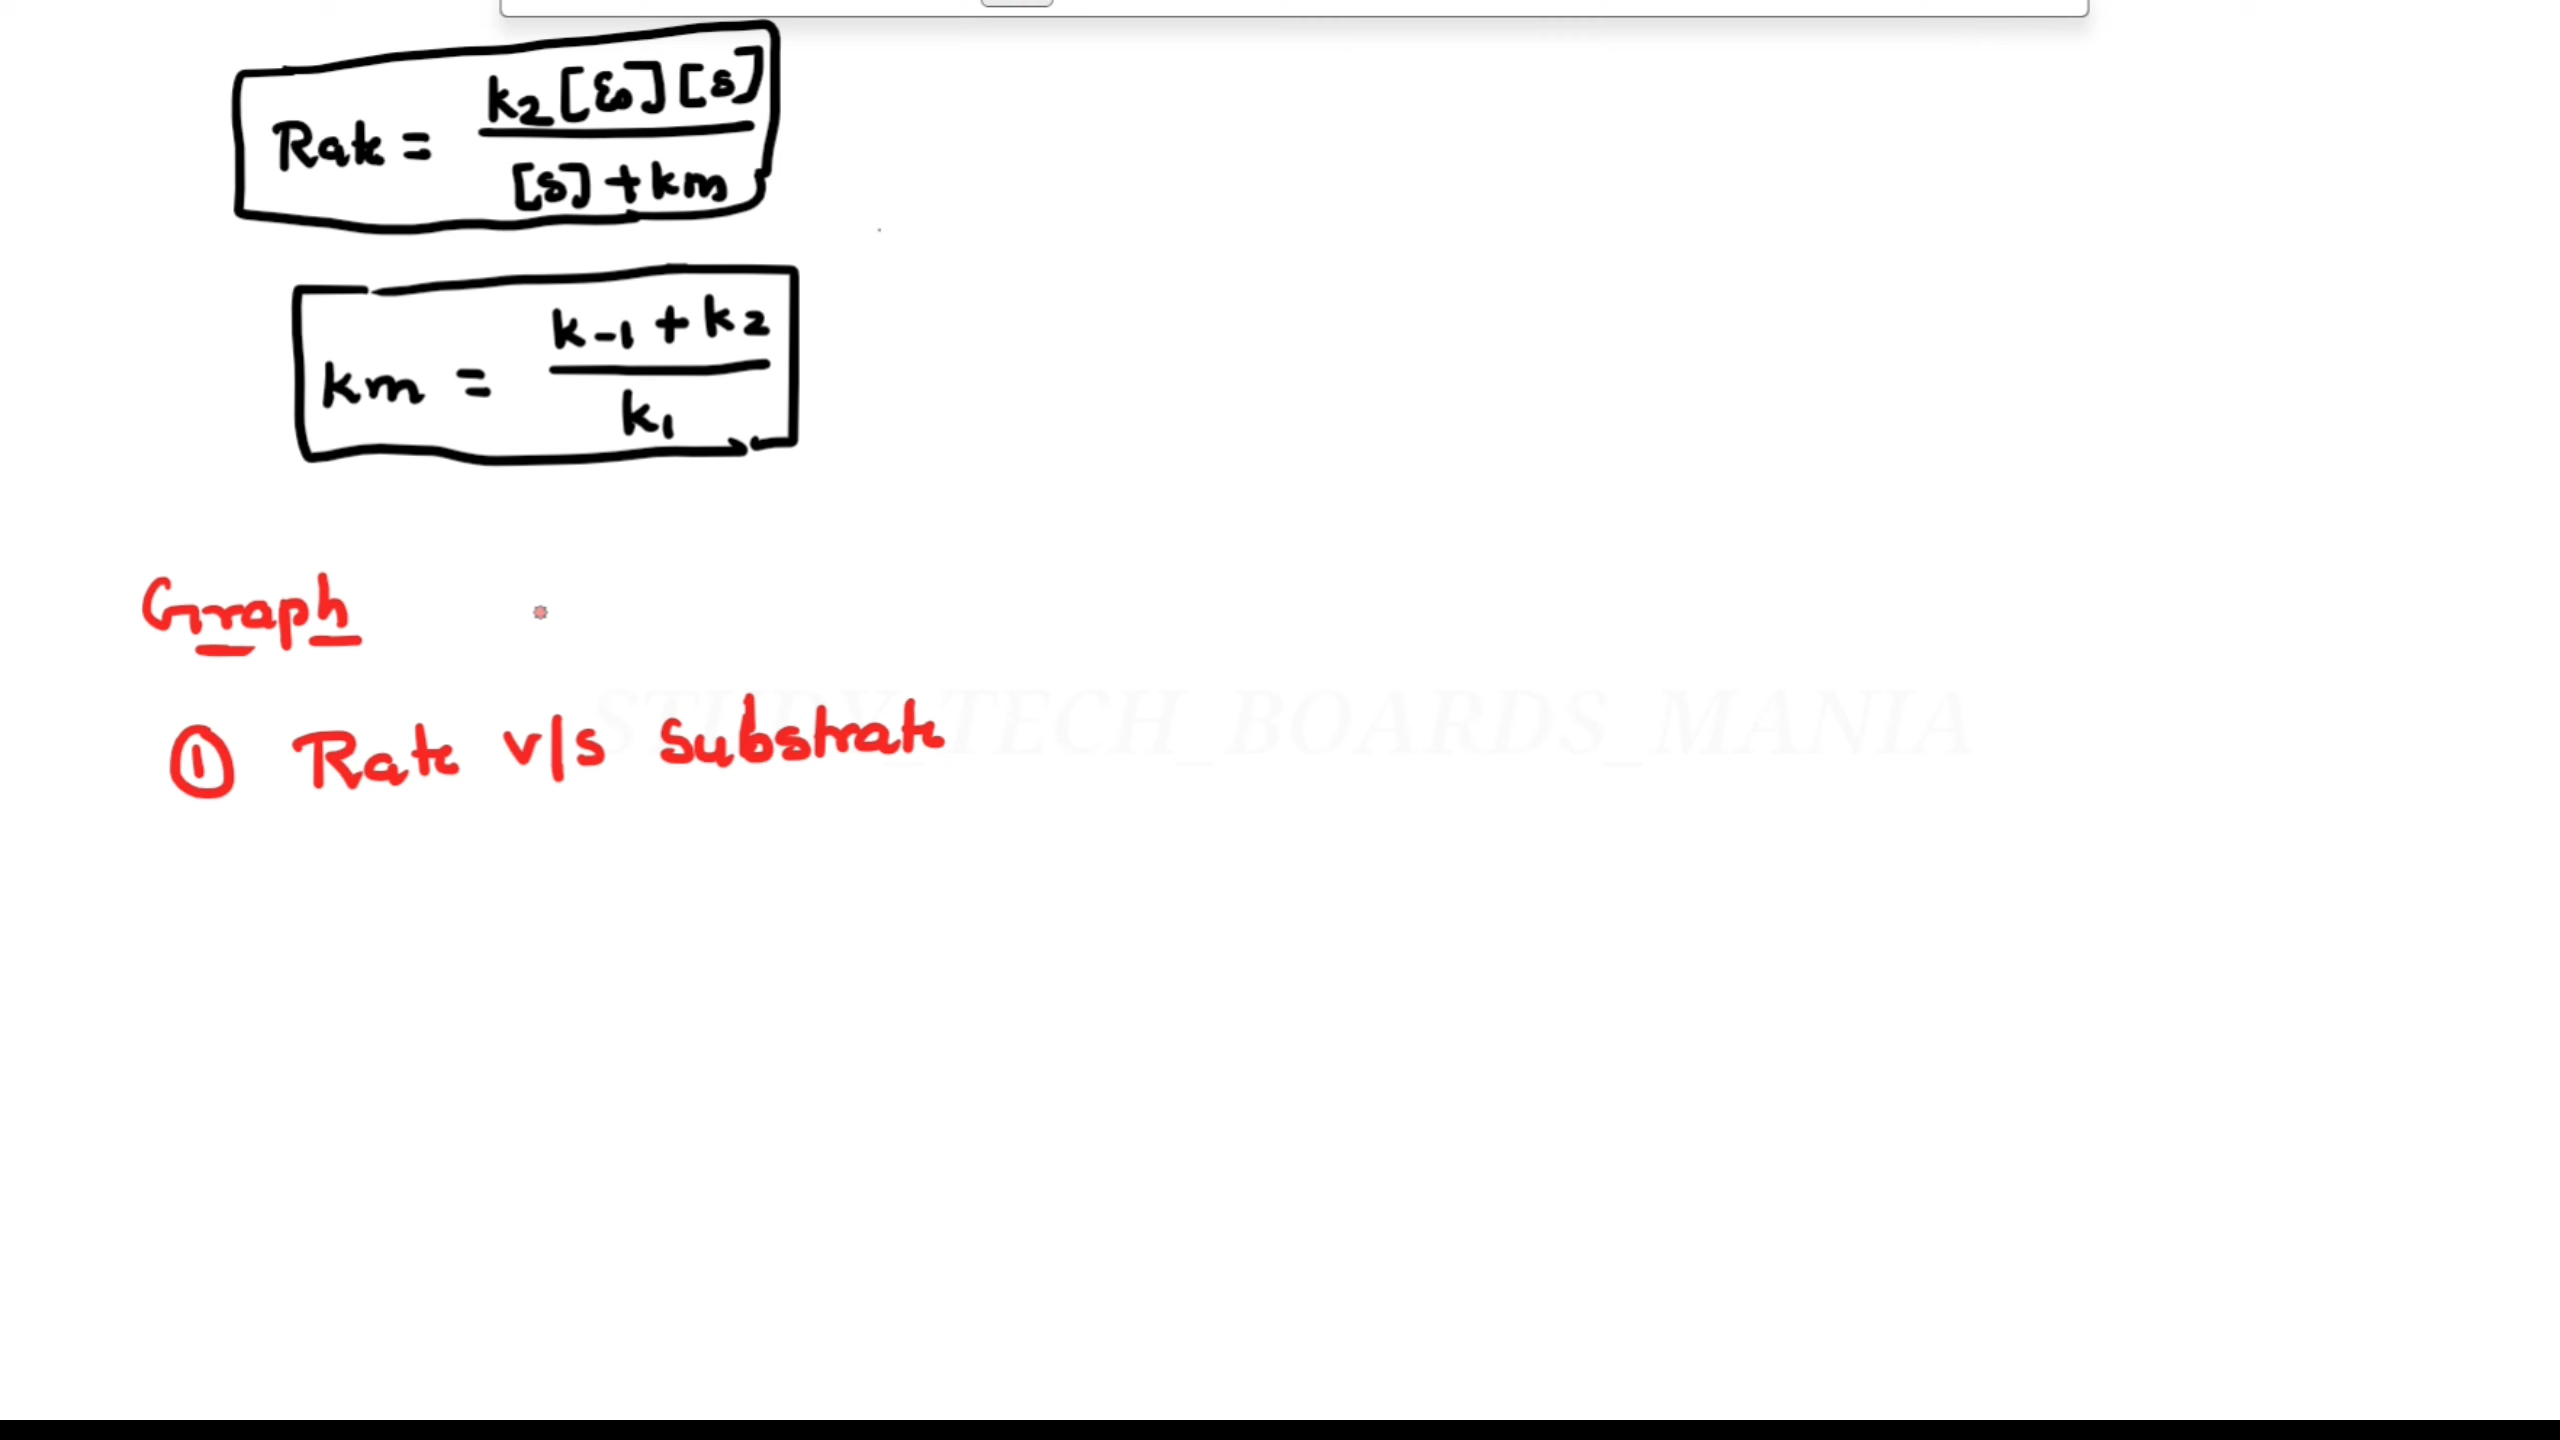 Rate = k2[E0][s] / [s] + km
km = k-1 + k2 / k1
Graph
① Rate v/s substrate
STUDY_TECH_BOARDS_MANIA